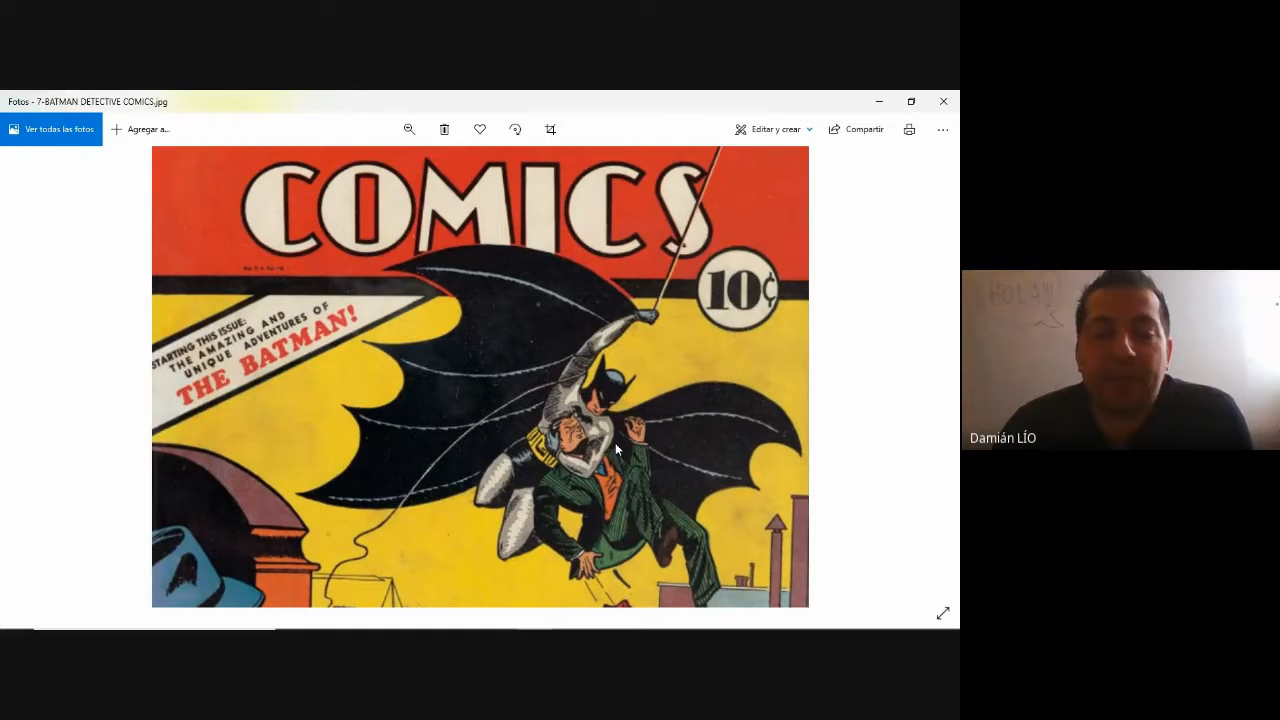 Fotos - 7-BATMAN DETECTIVE COMICS.jpg
Ver todas las fotos
Agregar a...
Editar y crear
Compartir
COMICS
10¢
STARTING THIS ISSUE:
THE AMAZING AND
UNIQUE ADVENTURES OF
THE BATMAN!
Damián LÍO